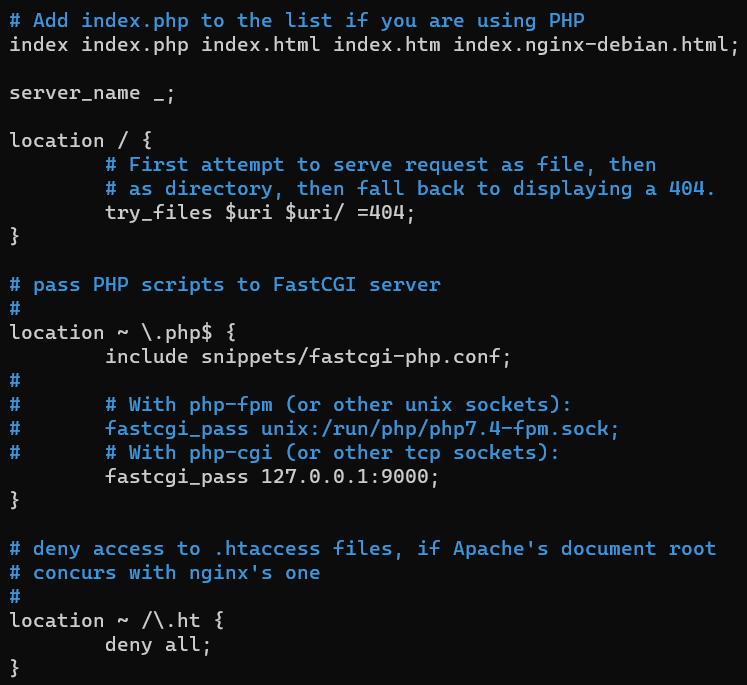 # Add index.php to the list if you are using PHP
index index.php index.html index.htm index.nginx-debian.html;

server_name _;

location / {
        # First attempt to serve request as file, then
        # as directory, then fall back to displaying a 404.
        try_files $uri $uri/ =404;
}

# pass PHP scripts to FastCGI server
#
location ~ \.php$ {
        include snippets/fastcgi-php.conf;
#
#       # With php-fpm (or other unix sockets):
#       fastcgi_pass unix:/run/php/php7.4-fpm.sock;
#       # With php-cgi (or other tcp sockets):
        fastcgi_pass 127.0.0.1:9000;
}

# deny access to .htaccess files, if Apache's document root
# concurs with nginx's one
#
location ~ /\.ht {
        deny all;
}